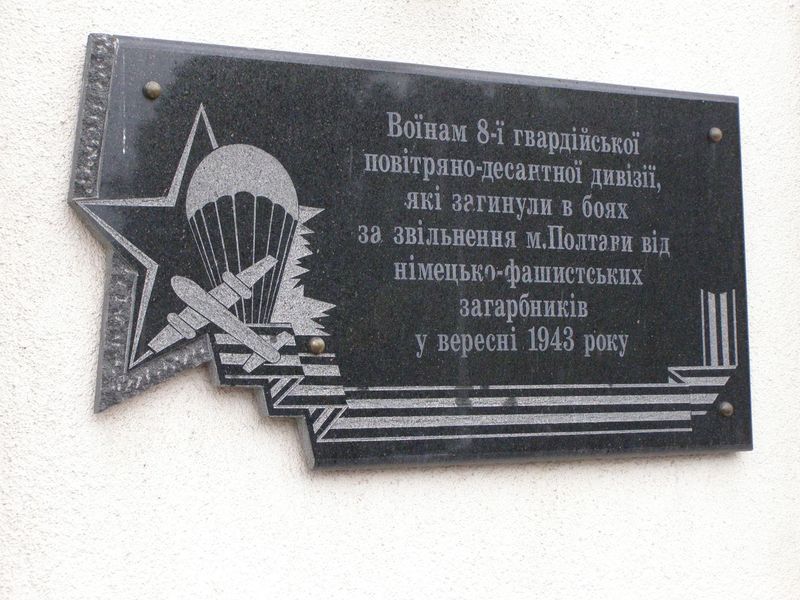 Воїнам 8-ї гвардійської
повітряно-десантної дивізії,
які загинули в боях
за звільнення м.Полтави від
німецько-фашистських
загарбників
у вересні 1943 року